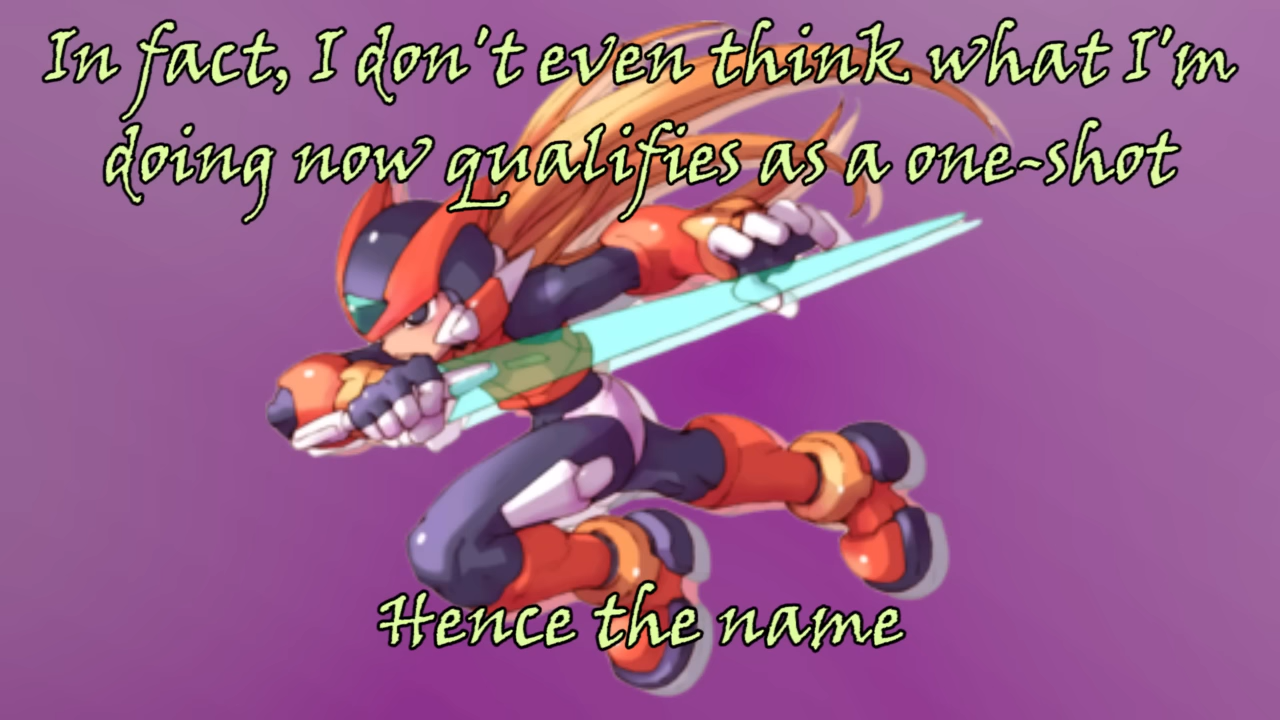 In fact, I don't even think what I'm
doing now qualifies as a one-shot
Hence the name